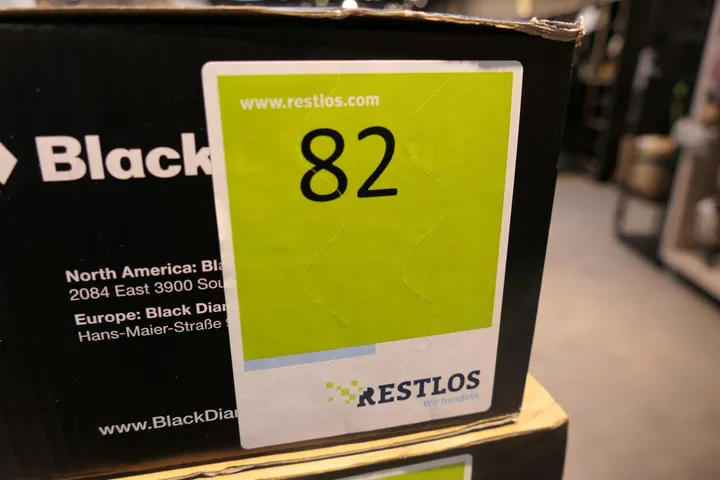 www.restlos.com
82
Black
North America: Bla
2084 East 3900 Sou
Europe: Black Diar
Hans-Maier-Straße
www.BlackDiar
RESTLOS
Wir handeln.